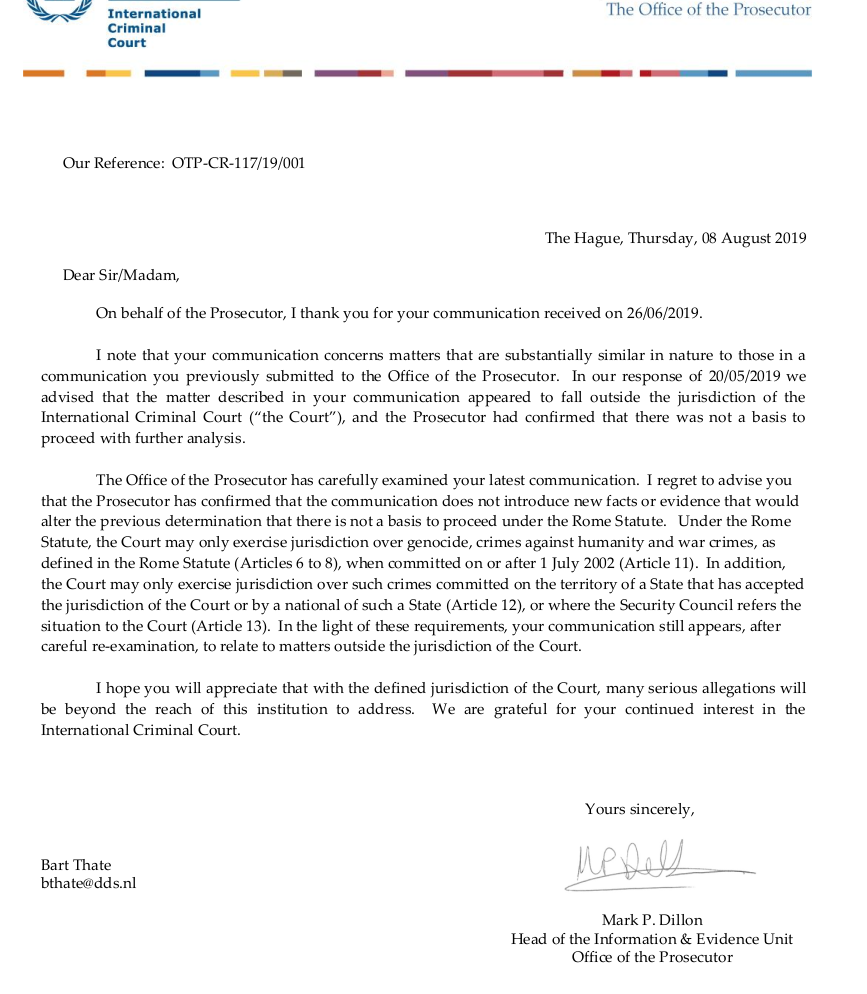 International
Criminal
Court
The Office of the Prosecutor
Our Reference: OTP-CR-117/19/001
The Hague, Thursday, 08 August 2019
Dear Sir/Madam,
On behalf of the Prosecutor, I thank you for your communication received on 26/06/2019.
I note that your communication concerns matters that are substantially similar in nature to those in a
communication you previously submitted to the Office of the Prosecutor. In our response of 20/05/2019 we
advised that the matter described in your communication appeared to fall outside the jurisdiction of the
International Criminal Court (“the Court”), and the Prosecutor had confirmed that there was not a basis to
proceed with further analysis.
The Office of the Prosecutor has carefully examined your latest communication. I regret to advise you
that the Prosecutor has confirmed that the communication does not introduce new facts or evidence that would
alter the previous determination that there is not a basis to proceed under the Rome Statute. Under the Rome
Statute, the Court may only exercise jurisdiction over genocide, crimes against humanity and war crimes, as
defined in the Rome Statute (Articles 6 to 8), when committed on or after 1 July 2002 (Article 11). In addition,
the Court may only exercise jurisdiction over such crimes committed on the territory of a State that has accepted
the jurisdiction of the Court or by a national of such a State (Article 12), or where the Security Council refers the
situation to the Court (Article 13). In the light of these requirements, your communication still appears, after
careful re-examination, to relate to matters outside the jurisdiction of the Court.
I hope you will appreciate that with the defined jurisdiction of the Court, many serious allegations will
be beyond the reach of this institution to address. We are grateful for your continued interest in the
International Criminal Court.
Yours sincerely,
Bart Thate
bthate@dds.nl
Mark P. Dillon
Head of the Information & Evidence Unit
Office of the Prosecutor